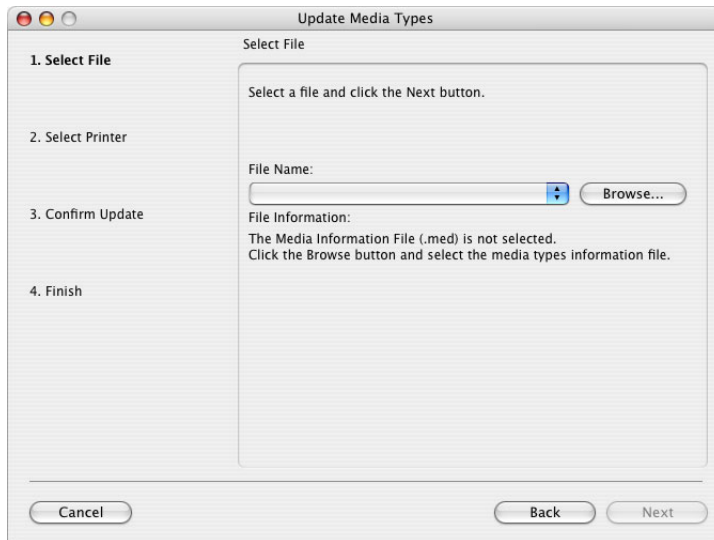 Update Media Types
1. Select File
2. Select Printer
3. Confirm Update
4. Finish
Select File
Select a file and click the Next button.
File Name:
Browse...
File Information:
The Media Information File (.med) is not selected.
Click the Browse button and select the media types information file.
Cancel
Back
Next